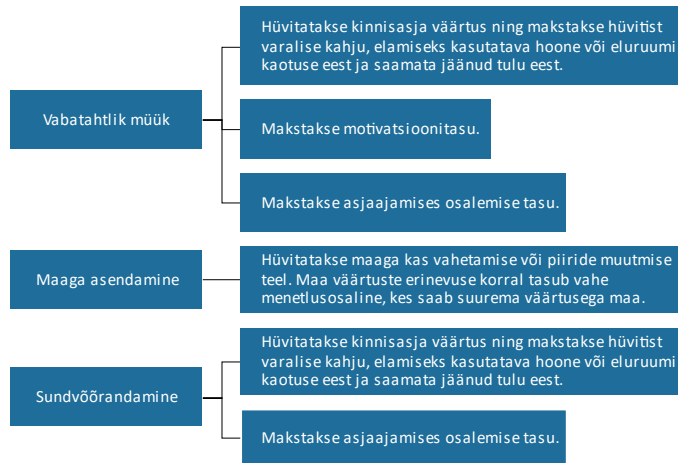 Vabatahtlik müük
Hüvitatakse kinnisasja väärtus ning makstakse hüvitist
varalise kahju, elamiseks kasutatava hoone või eluruumi
kaotuse eest ja saamata jäänud tulu eest.
Makstakse motivatsioonitasu.
Makstakse asjaajamises osalemise tasu.
Maaga asendamine
Hüvitatakse maaga kas vahetamise või piiride muutmise
teel. Maa väärtuste erinevuse korral tasub vahe
menetlusosaline, kes saab suurema väärtusega maa.
Sundvõõrandamine
Hüvitatakse kinnisasja väärtus ning makstakse hüvitist
varalise kahju, elamiseks kasutatava hoone või eluruumi
kaotuse eest ja saamata jäänud tulu eest.
Makstakse asjaajamises osalemise tasu.